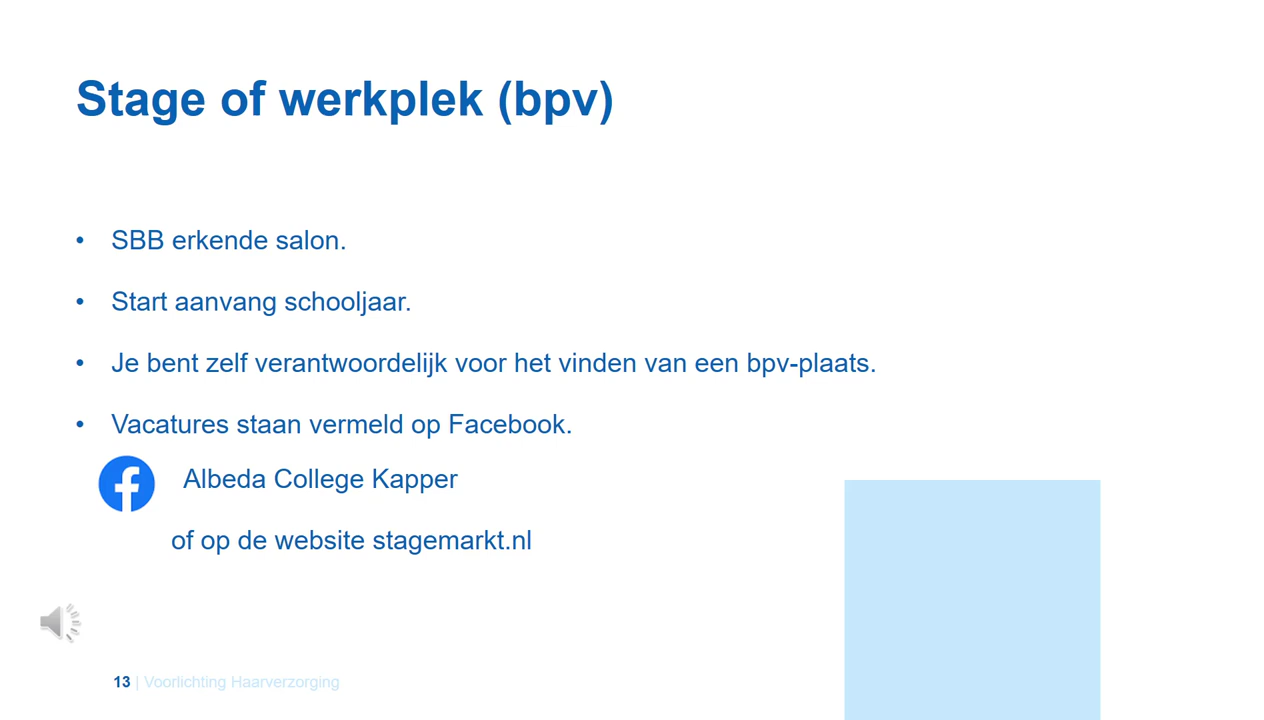 Stage of werkplek (bpv)
• SBB erkende salon.
• Start aanvang schooljaar.
• Je bent zelf verantwoordelijk voor het vinden van een bpv-plaats.
• Vacatures staan vermeld op Facebook.
Albeda College Kapper
of op de website stagemarkt.nl
13 | Voorlichting Haarverzorging